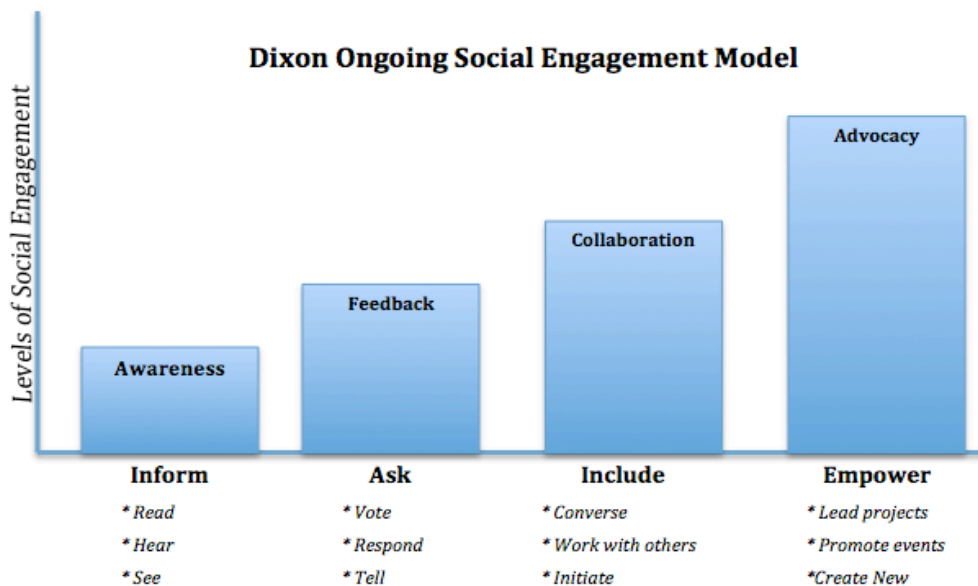 Dixon Ongoing Social Engagement Model
Levels of Social Engagement
Advocacy
Collaboration
Feedback
Awareness
Inform
* Read
* Hear
* See
Ask
* Vote
* Respond
* Tell
Include
* Converse
* Work with others
* Initiate
Empower
* Lead projects
* Promote events
*Create New